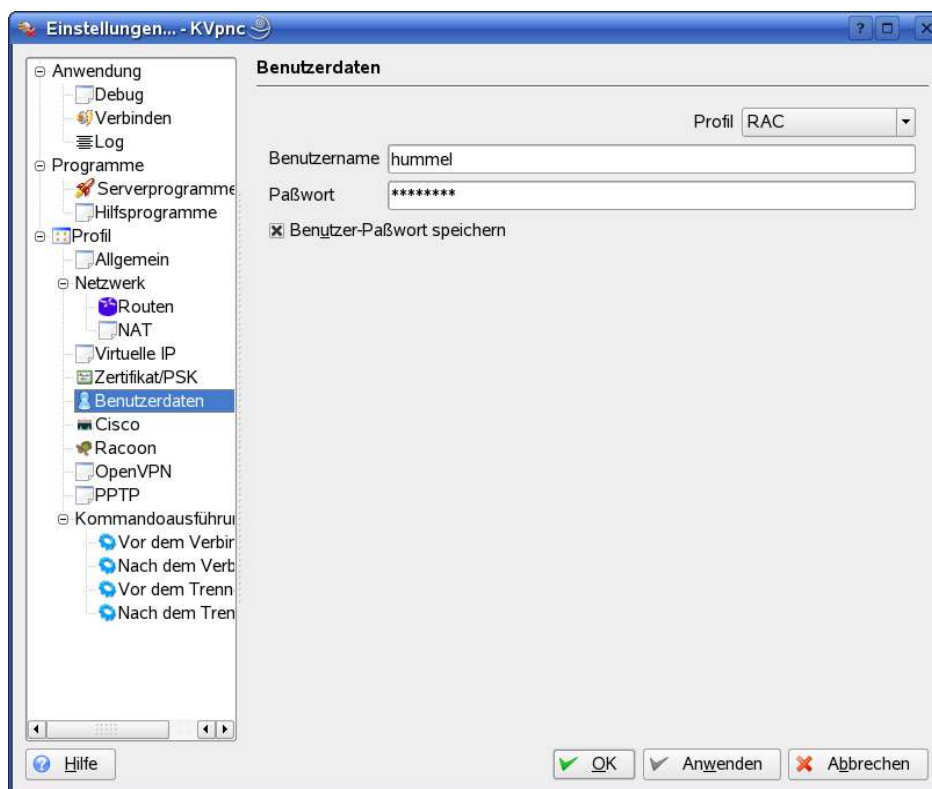 Einstellungen... - KVpnc
Anwendung
Debug
Verbinden
Log
Programme
Serverprogramme
Hilfsprogramme
Profil
Allgemein
Netzwerk
Routen
NAT
Virtuelle IP
Zertifikat/PSK
Benutzerdaten
Cisco
Racoon
OpenVPN
PPTP
Kommandoausführu
Vor dem Verbin
Nach dem Verb
Vor dem Trenn
Nach dem Tren
Benutzerdaten
Profil RAC
Benutzername hummel
Paßwort ********
Benutzer-Paßwort speichern
Hilfe
OK
Anwenden
Abbrechen